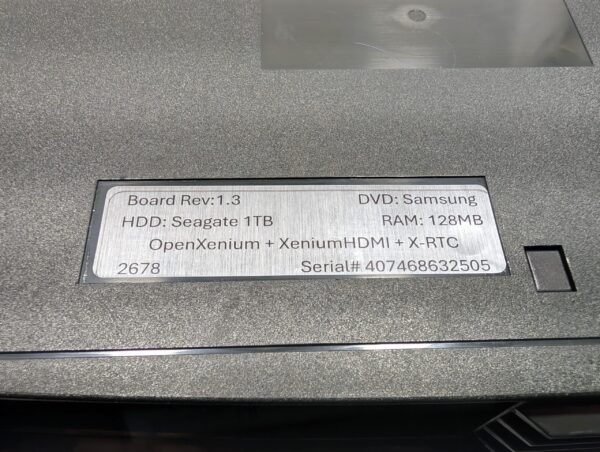 Board Rev:1.3 DVD: Samsung
HDD: Seagate 1TB RAM: 128MB
OpenXenium + XeniumHDMI + X-RTC
2678 Serial# 407468632505